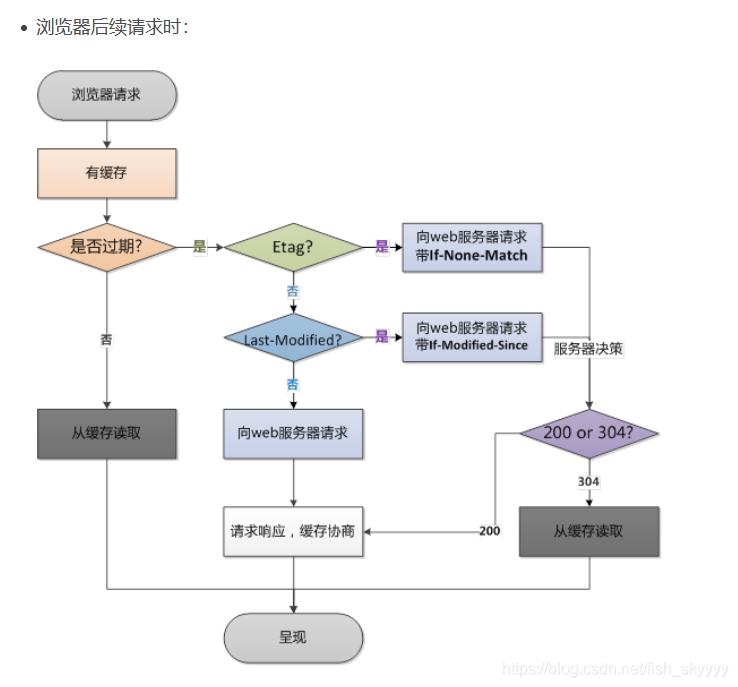 浏览器后续请求时：
浏览器请求
有缓存
是否过期？
是
Etag?
是
向web服务器请求
带If-None-Match
否
否
Last-Modified?
是
向web服务器请求
带If-Modified-Since
服务器决策
否
从缓存读取
向web服务器请求
200 or 304?
304
请求响应，缓存协商
200
从缓存读取
呈现
https://blog.csdn.net/fish_skyyyy